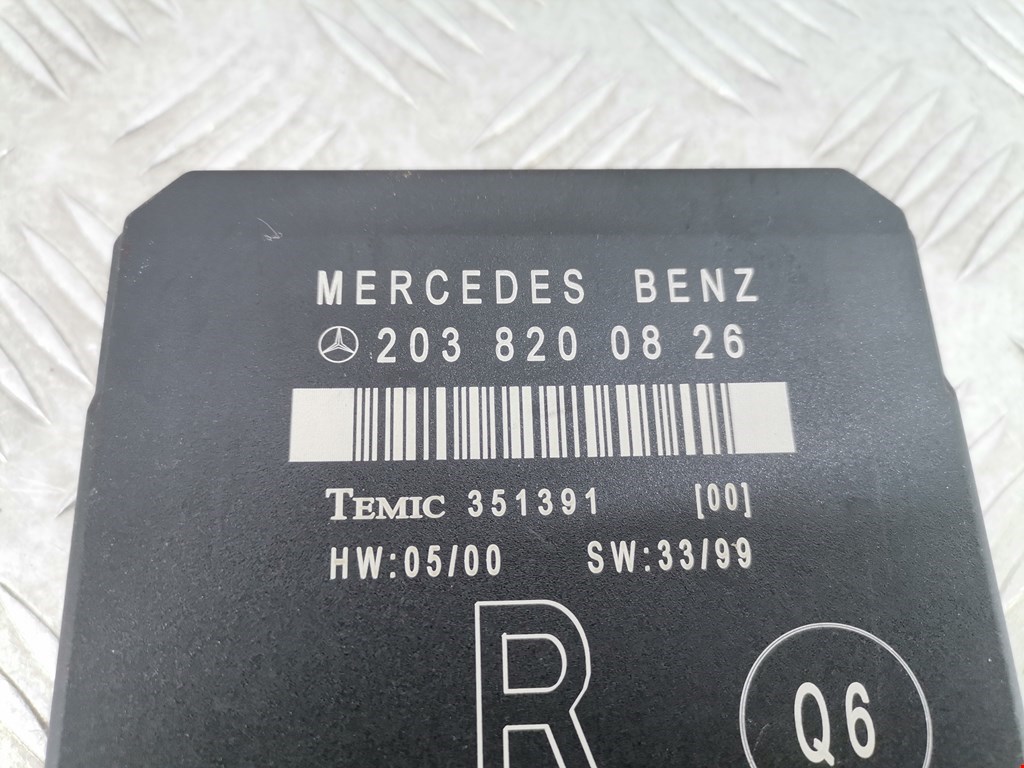 MERCEDES BENZ
203 820 08 26
TEMIC 351391 [00]
HW:05/00 SW:33/99
R
Q6